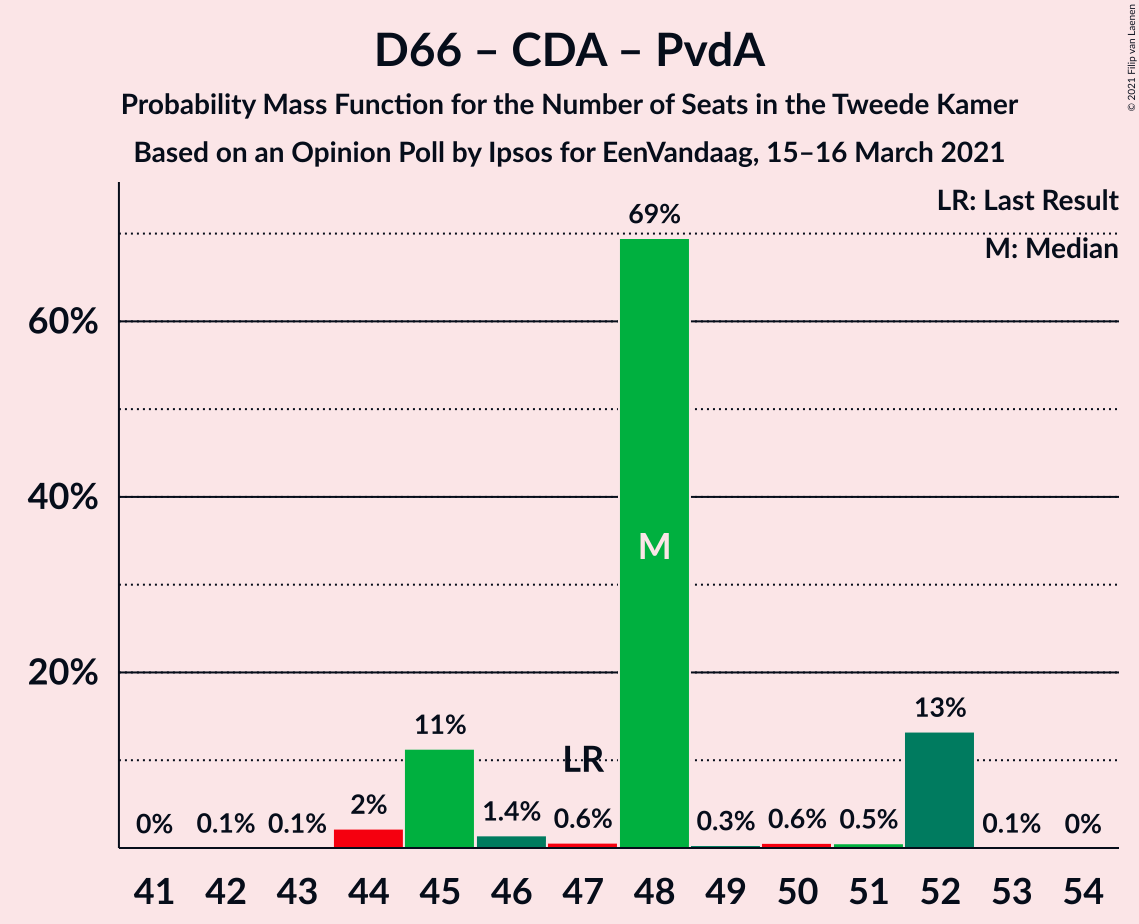 D66 – CDA – PvdA
Probability Mass Function for the Number of Seats in the Tweede Kamer
Based on an Opinion Poll by Ipsos for EenVandaag, 15–16 March 2021
© 2021 Filip van Laenen
LR: Last Result
M: Median
69%
60%
40%
M
20%
13%
11%
LR
2%
1.4%
0.6%
0.3%
0.6%
0.5%
0%
0.1%
0.1%
0.1%
0%
41 42 43 44 45 46 47 48 49 50 51 52 53 54